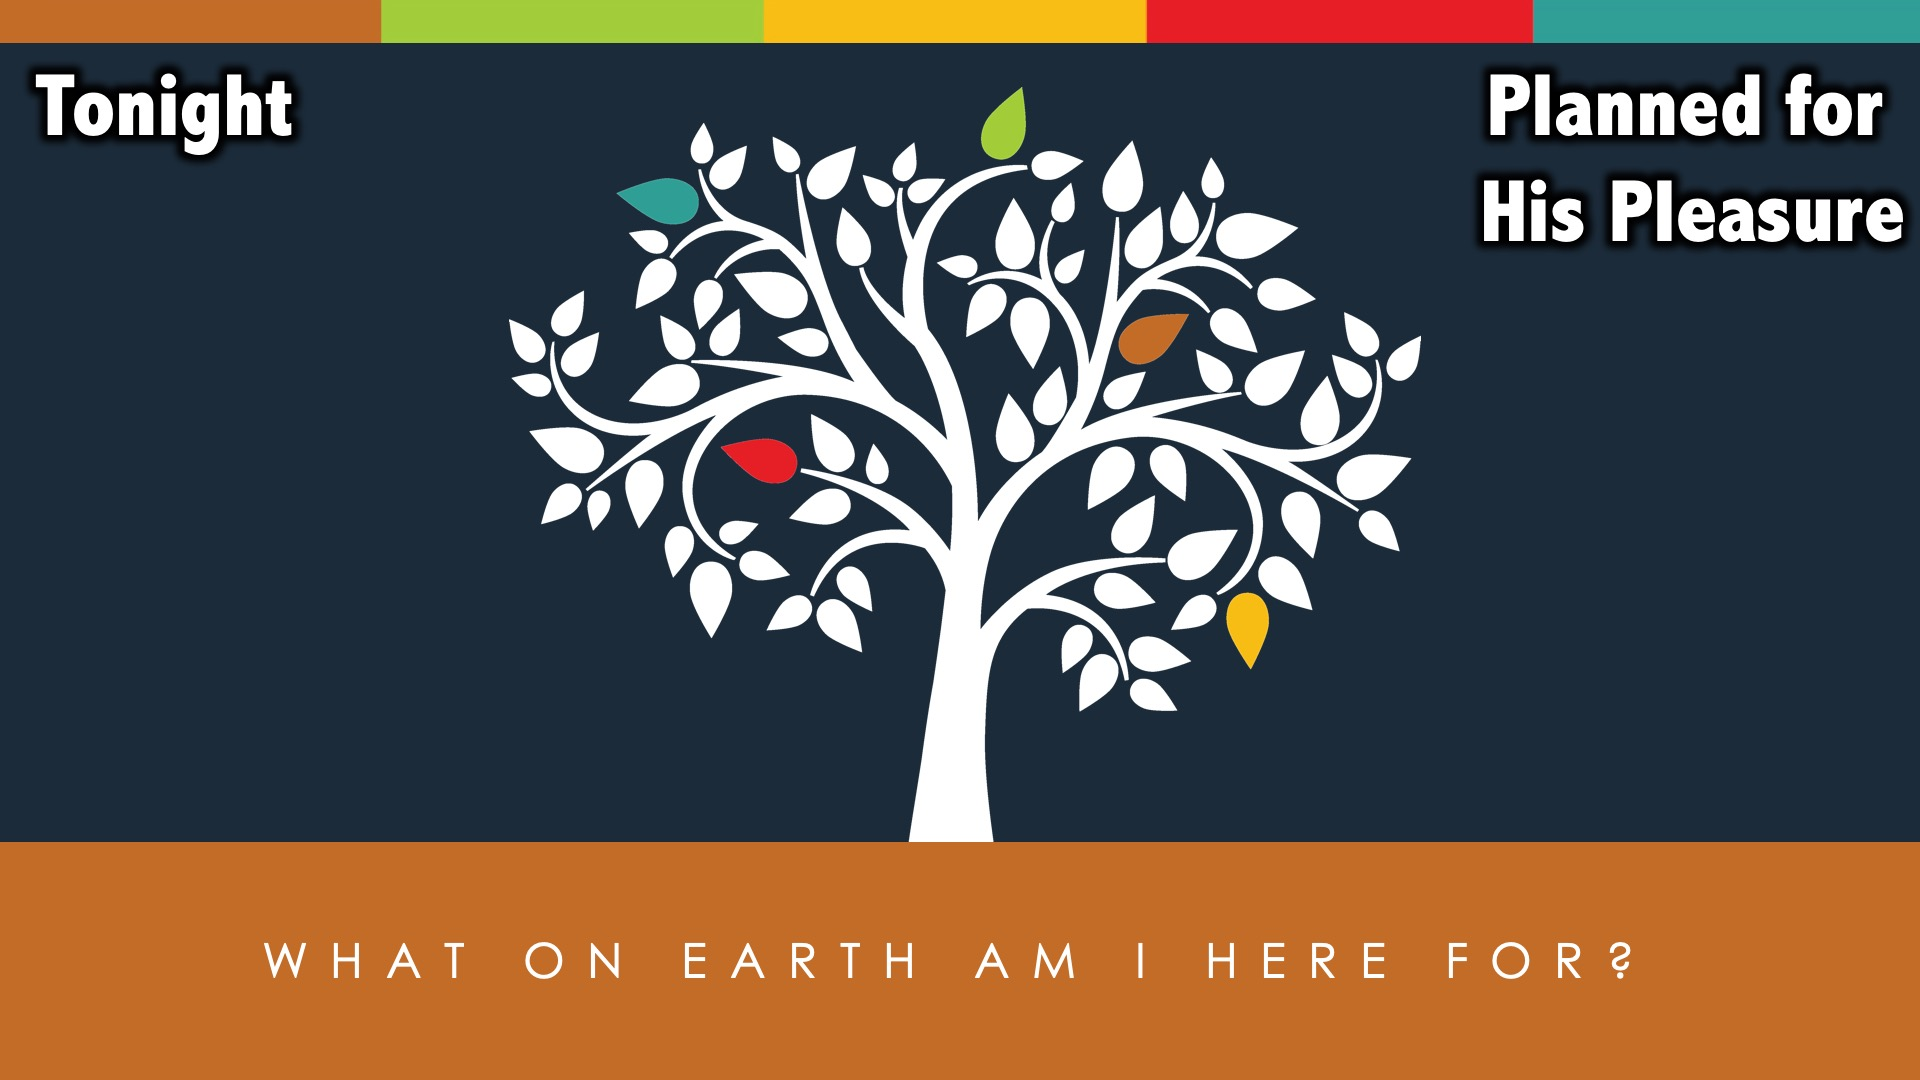 Tonight
Planned for
His Pleasure
WHAT ON EARTH AM I HERE FOR?